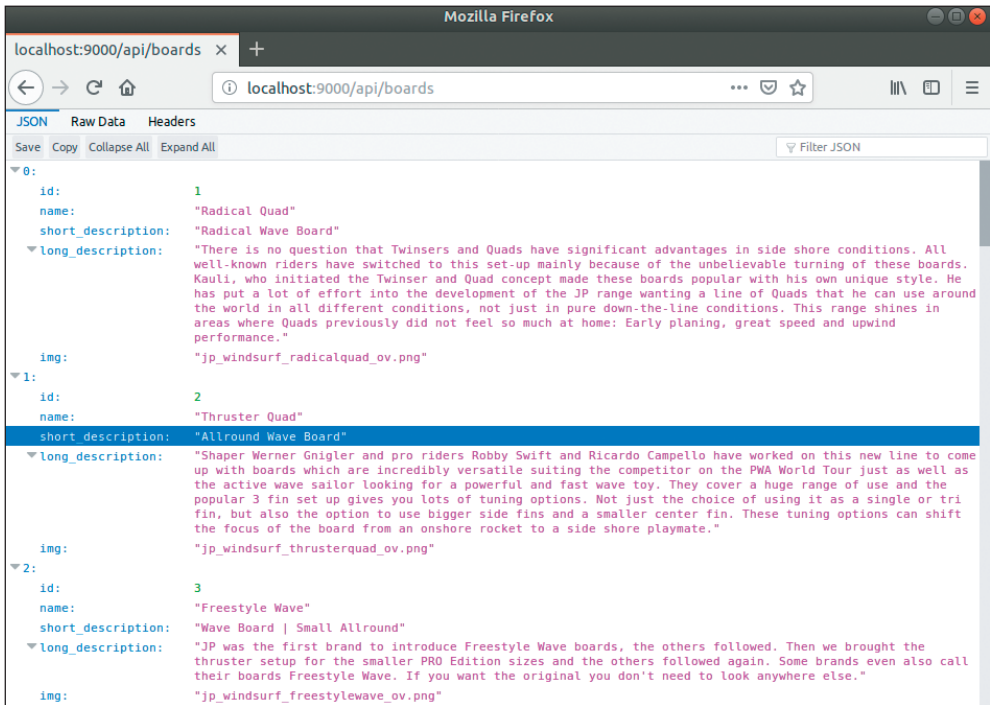 Mozilla Firefox
localhost:9000/api/boards × +
localhost:9000/api/boards
JSON Raw Data Headers
Save Copy Collapse All Expand All Filter JSON
0:
id: 1
name: "Radical Quad"
short_description: "Radical Wave Board"
long_description: "There is no question that Twinsers and Quads have significant advantages in side shore conditions. All
well-known riders have switched to this set-up mainly because of the unbelievable turning of these boards.
Kauli, who initiated the Twinser and Quad concept made these boards popular with his own unique style. He
has put a lot of effort into the development of the JP range wanting a line of Quads that he can use around
the world in all different conditions, not just in pure down-the-line conditions. This range shines in
areas where Quads previously did not feel so much at home: Early planing, great speed and upwind
performance."
img: "jp_windsurf_radicalquad_ov.png"
1:
id: 2
name: "Thruster Quad"
short_description: "Allround Wave Board"
long_description: "Shaper Werner Gnigler and pro riders Robby Swift and Ricardo Campello have worked on this new line to come
up with boards which are incredibly versatile suiting the competitor on the PWA World Tour just as well as
the active wave sailor looking for a powerful and fast wave toy. They cover a huge range of use and the
popular 3 fin set up gives you lots of tuning options. Not just the choice of using it as a single or tri
fin, but also the option to use bigger side fins and a smaller center fin. These tuning options can shift
the focus of the board from an onshore rocket to a side shore playmate."
img: "jp_windsurf_thrusterquad_ov.png"
2:
id: 3
name: "Freestyle Wave"
short_description: "Wave Board | Small Allround"
long_description: "JP was the first brand to introduce Freestyle Wave boards, the others followed. Then we brought the
thruster setup for the smaller PRO Edition sizes and the others followed again. Some brands even also call
their boards Freestyle Wave. If you want the original you don't need to look anywhere else."
img: "jp_windsurf_freestylewave_ov.png"